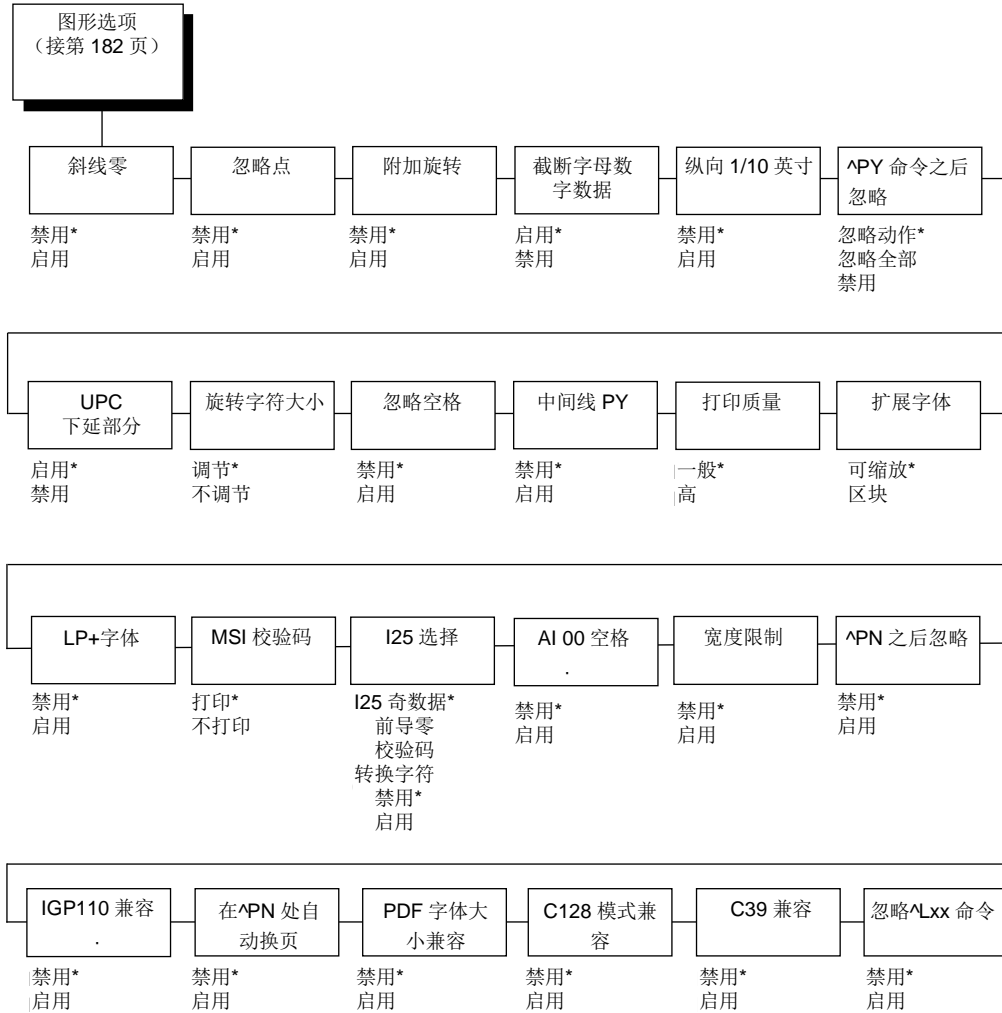 图形选项
（接第 182 页）
斜线零
禁用*
启用
忽略点
禁用*
启用
附加旋转
禁用*
启用
截断字母数
字数据
启用*
禁用
纵向 1/10 英寸
禁用*
启用
^PY 命令之后
忽略
忽略动作*
忽略全部
禁用
UPC
下延部分
启用*
禁用
旋转字符大小
调节*
不调节
忽略空格
禁用*
启用
中间线 PY
禁用*
启用
打印质量
一般*
高
扩展字体
可缩放*
区块
LP+字体
禁用*
启用
MSI 校验码
打印*
不打印
I25 选择
I25 奇数据*
前导零
校验码
转换字符
禁用*
启用
AI 00 空格
.
禁用*
启用
宽度限制
禁用*
启用
^PN 之后忽略
禁用*
启用
IGP110 兼容
.
禁用*
启用
在^PN 处自
动换页
禁用*
启用
PDF 字体大
小兼容
禁用*
启用
C128 模式兼
容
禁用*
启用
C39 兼容
禁用*
启用
忽略^Lxx 命令
禁用*
启用